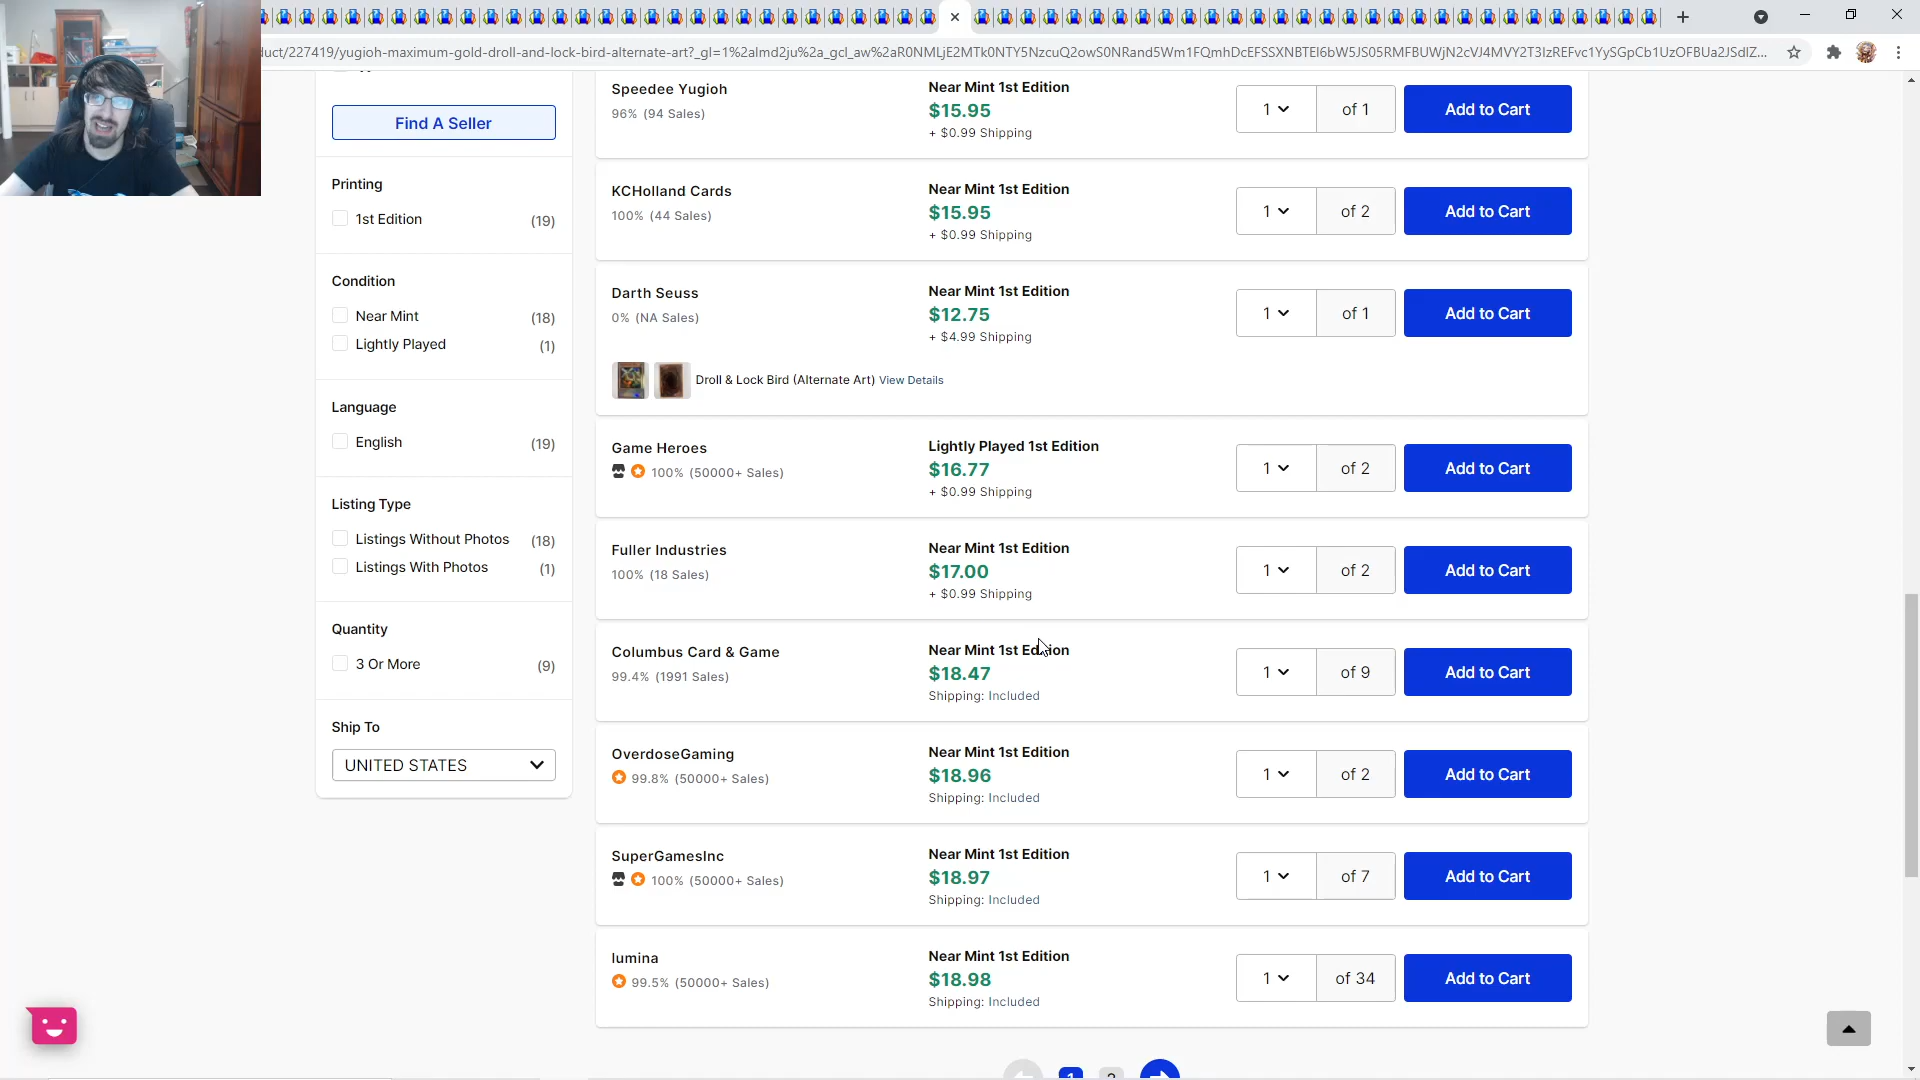 duct/227419/yugioh-maximum-gold-droll-and-lock-bird-alternate-art?_gl=1%2almd2ju%2a_gcl_aw%2aR0NMLjE2MTk0NTY5NzcuQ2owS0NRand5Wm1FQmhDcEFSSXNBTEl6bW5JS05RMFBUWjN2cVJ4MVY2T3IzREFvc1YySGpCb1UzOFBUa2JSdlZ...
Find A Seller
Printing
1st Edition (19)
Condition
Near Mint (18)
Lightly Played (1)
Language
English (19)
Listing Type
Listings Without Photos (18)
Listings With Photos (1)
Quantity
3 Or More (9)
Ship To
UNITED STATES
Speedee Yugioh
96% (94 Sales)
Near Mint 1st Edition
$15.95
+ $0.99 Shipping
1 of 1 Add to Cart
KCHolland Cards
100% (44 Sales)
Near Mint 1st Edition
$15.95
+ $0.99 Shipping
1 of 2 Add to Cart
Darth Seuss
0% (NA Sales)
Near Mint 1st Edition
$12.75
+ $4.99 Shipping
1 of 1 Add to Cart
Droll & Lock Bird (Alternate Art) View Details
Game Heroes
100% (50000+ Sales)
Lightly Played 1st Edition
$16.77
+ $0.99 Shipping
1 of 2 Add to Cart
Fuller Industries
100% (18 Sales)
Near Mint 1st Edition
$17.00
+ $0.99 Shipping
1 of 2 Add to Cart
Columbus Card & Game
99.4% (1991 Sales)
Near Mint 1st Edition
$18.47
Shipping: Included
1 of 9 Add to Cart
OverdoseGaming
99.8% (50000+ Sales)
Near Mint 1st Edition
$18.96
Shipping: Included
1 of 2 Add to Cart
SuperGamesInc
100% (50000+ Sales)
Near Mint 1st Edition
$18.97
Shipping: Included
1 of 7 Add to Cart
lumina
99.5% (50000+ Sales)
Near Mint 1st Edition
$18.98
Shipping: Included
1 of 34 Add to Cart